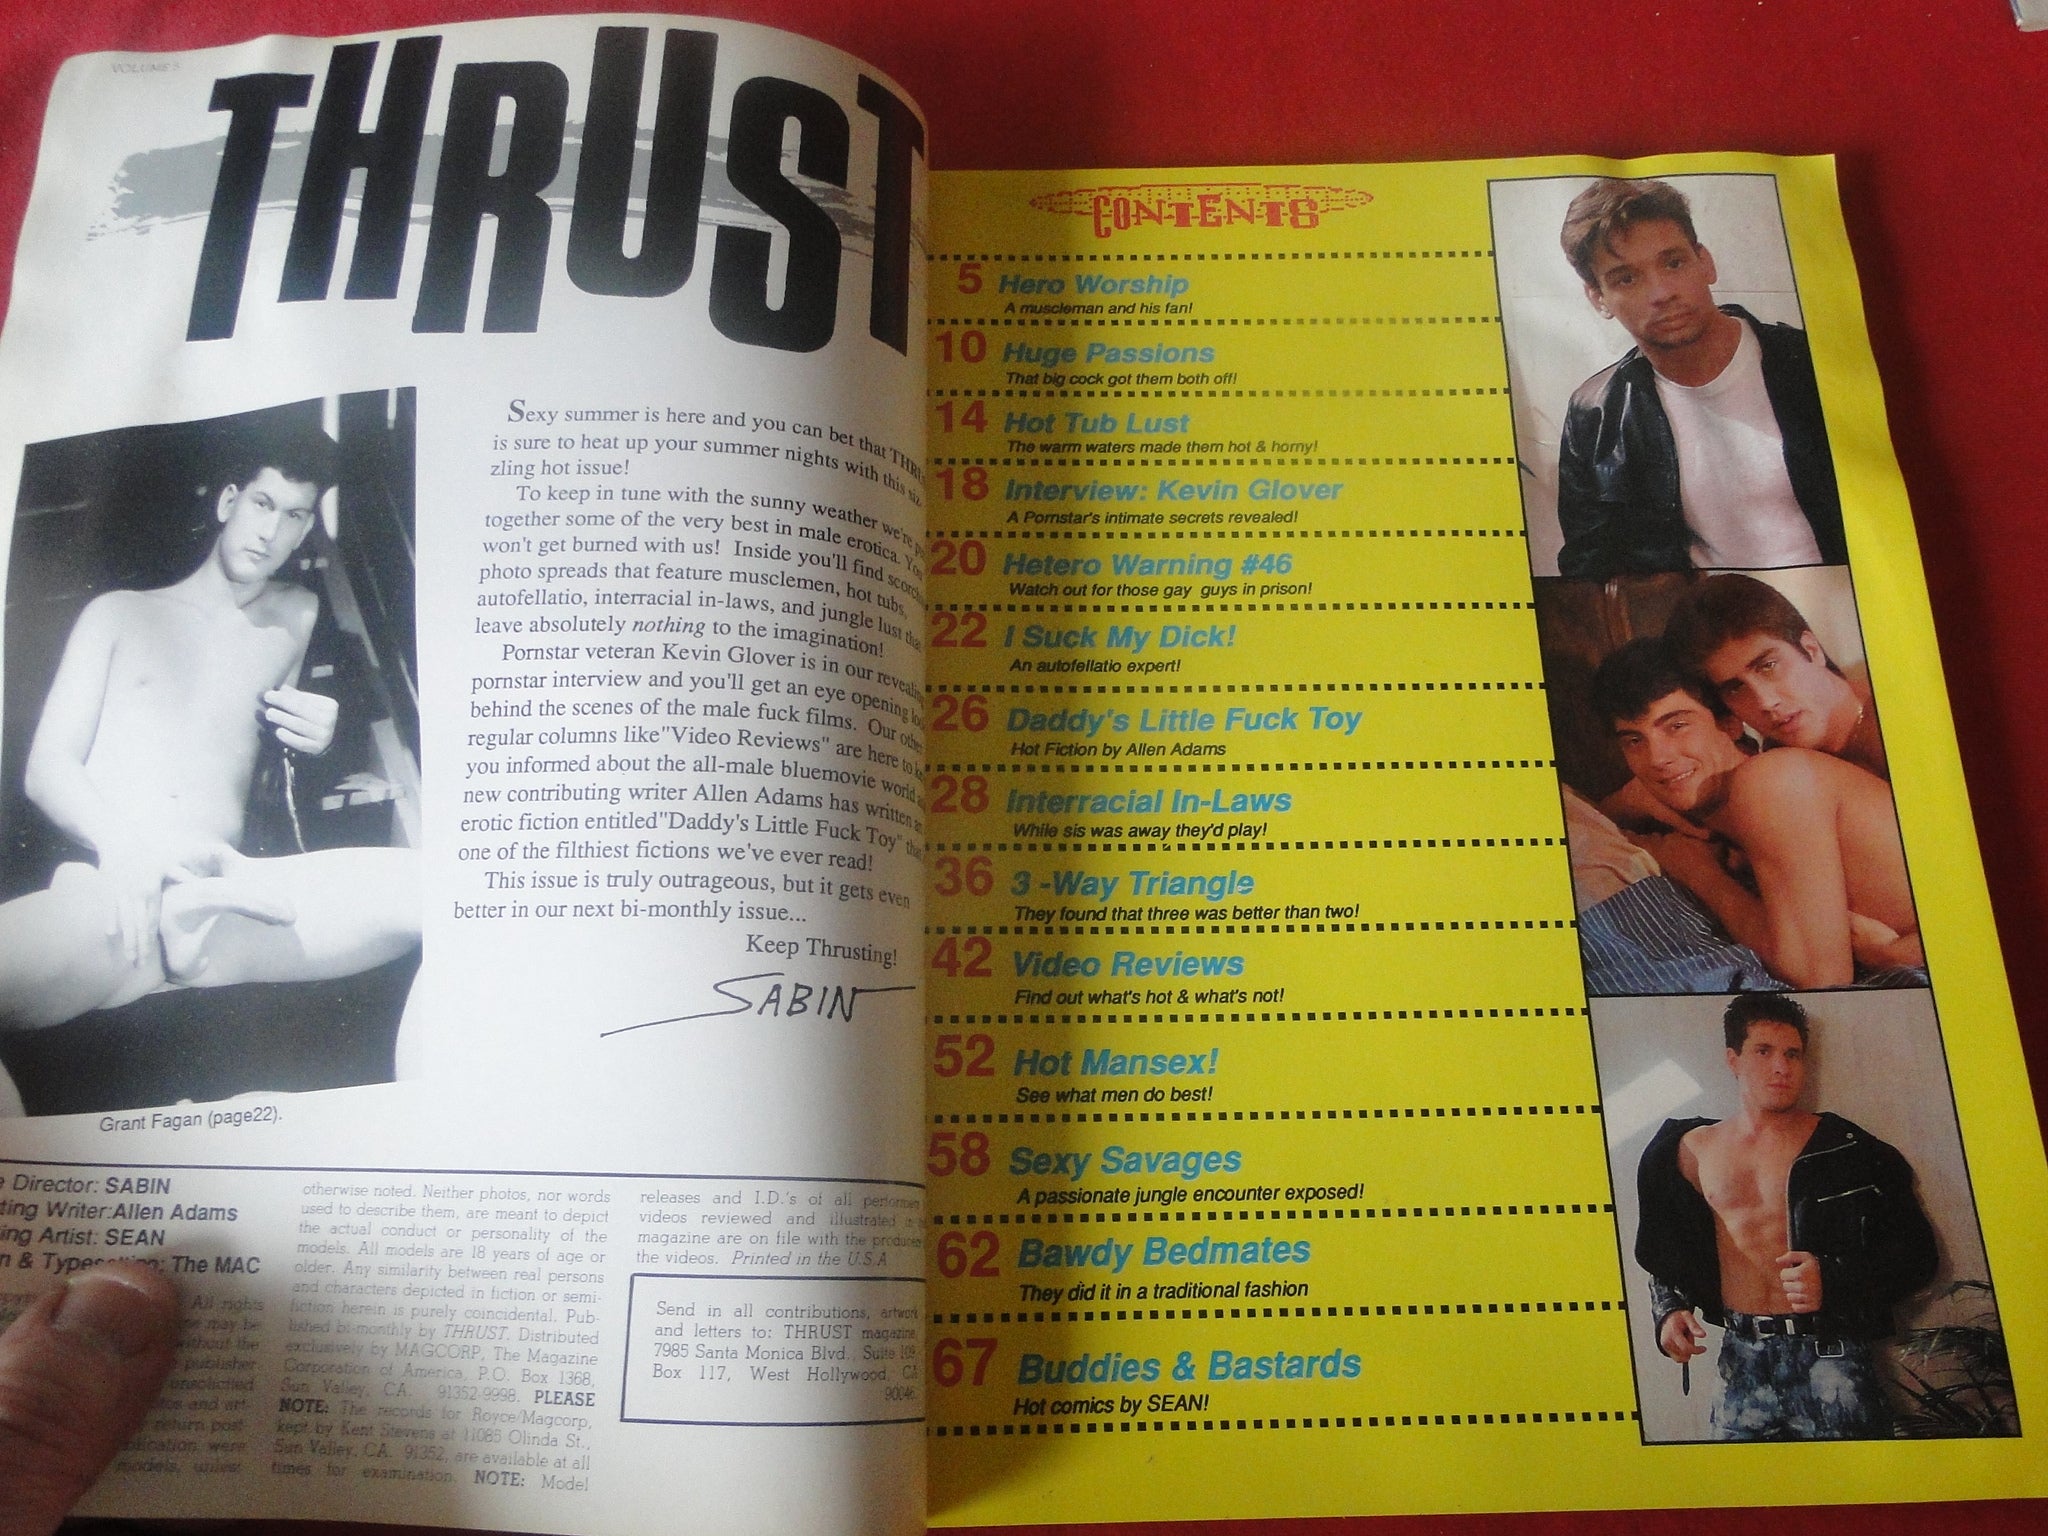 VOLUME 5
THRUST
Sexy summer is here and you can bet that
is sure to heat up your summer nights with this siz-
zling hot issue!
To keep in tune with the sunny weather we're
together some of the very best in male erotica. You
won't get burned with us! Inside you'll find
photo spreads that feature musclemen, hot tubs,
autofellatio, interracial in-laws, and jungle lust that
leave absolutely nothing to the imagination!
Pornstar veteran Kevin Glover is in our
pornstar interview and you'll get an eye opening
behind the scenes of the male fuck films. Our other
regular columns like"Video Reviews" are here to
you informed about the all-male bluemovie world
new contributing writer Allen Adams has written
erotic fiction entitled"Daddy's Little Fuck Toy"
one of the filthiest fictions we've ever read!
This issue is truly outrageous, but it gets even
better in our next bi-monthly issue...
Keep Thrusting!
SABIN
Grant Fagan (page22).
Director: SABIN
Writer:Allen Adams
Artist: SEAN
The MAC
All rights
may be
without the
publisher
unsolicited
and art-
return post-
were
models, unless
otherwise noted. Neither photos, nor words
used to describe them, are meant to depict
the actual conduct or personality of the
models. All models are 18 years of age or
older. Any similarity between real persons
and characters depicted in fiction or semi-
fiction herein is purely coincidental. Pub-
lished bi-monthly by THRUST. Distributed
exclusively by MAGCORP, The Magazine
Corporation of America, P.O. Box 1368,
Sun Valley, CA. 91352-9998. PLEASE
NOTE: The records for Royce/Magcorp,
kept by Kent Stevens at 11085 Olinda St.,
Sun Valley, CA. 91352, are available at all
times for examination. NOTE: Model
releases and I.D.'s of all
videos reviewed and illustrated in
magazine are on file with the
the videos. Printed in the U.S.A
Send in all contributions, artwork
and letters to: THRUST magazine,
7985 Santa Monica Blvd., Suite 109,
Box 117, West Hollywood, CA
90046.
CONTENTS
5 Hero Worship
A muscleman and his fan!
10 Huge Passions
That big cock got them both off!
14 Hot Tub Lust
The warm waters made them hot & horny!
18 Interview: Kevin Glover
A Pornstar's intimate secrets revealed!
20 Hetero Warning #46
Watch out for those gay guys in prison!
22 I Suck My Dick!
An autofellatio expert!
26 Daddy's Little Fuck Toy
Hot Fiction by Allen Adams
28 Interracial In-Laws
While sis was away they'd play!
36 3 -Way Triangle
They found that three was better than two!
42 Video Reviews
Find out what's hot & what's not!
52 Hot Mansex!
See what men do best!
58 Sexy Savages
A passionate jungle encounter exposed!
62 Bawdy Bedmates
They did it in a traditional fashion
67 Buddies & Bastards
Hot comics by SEAN!